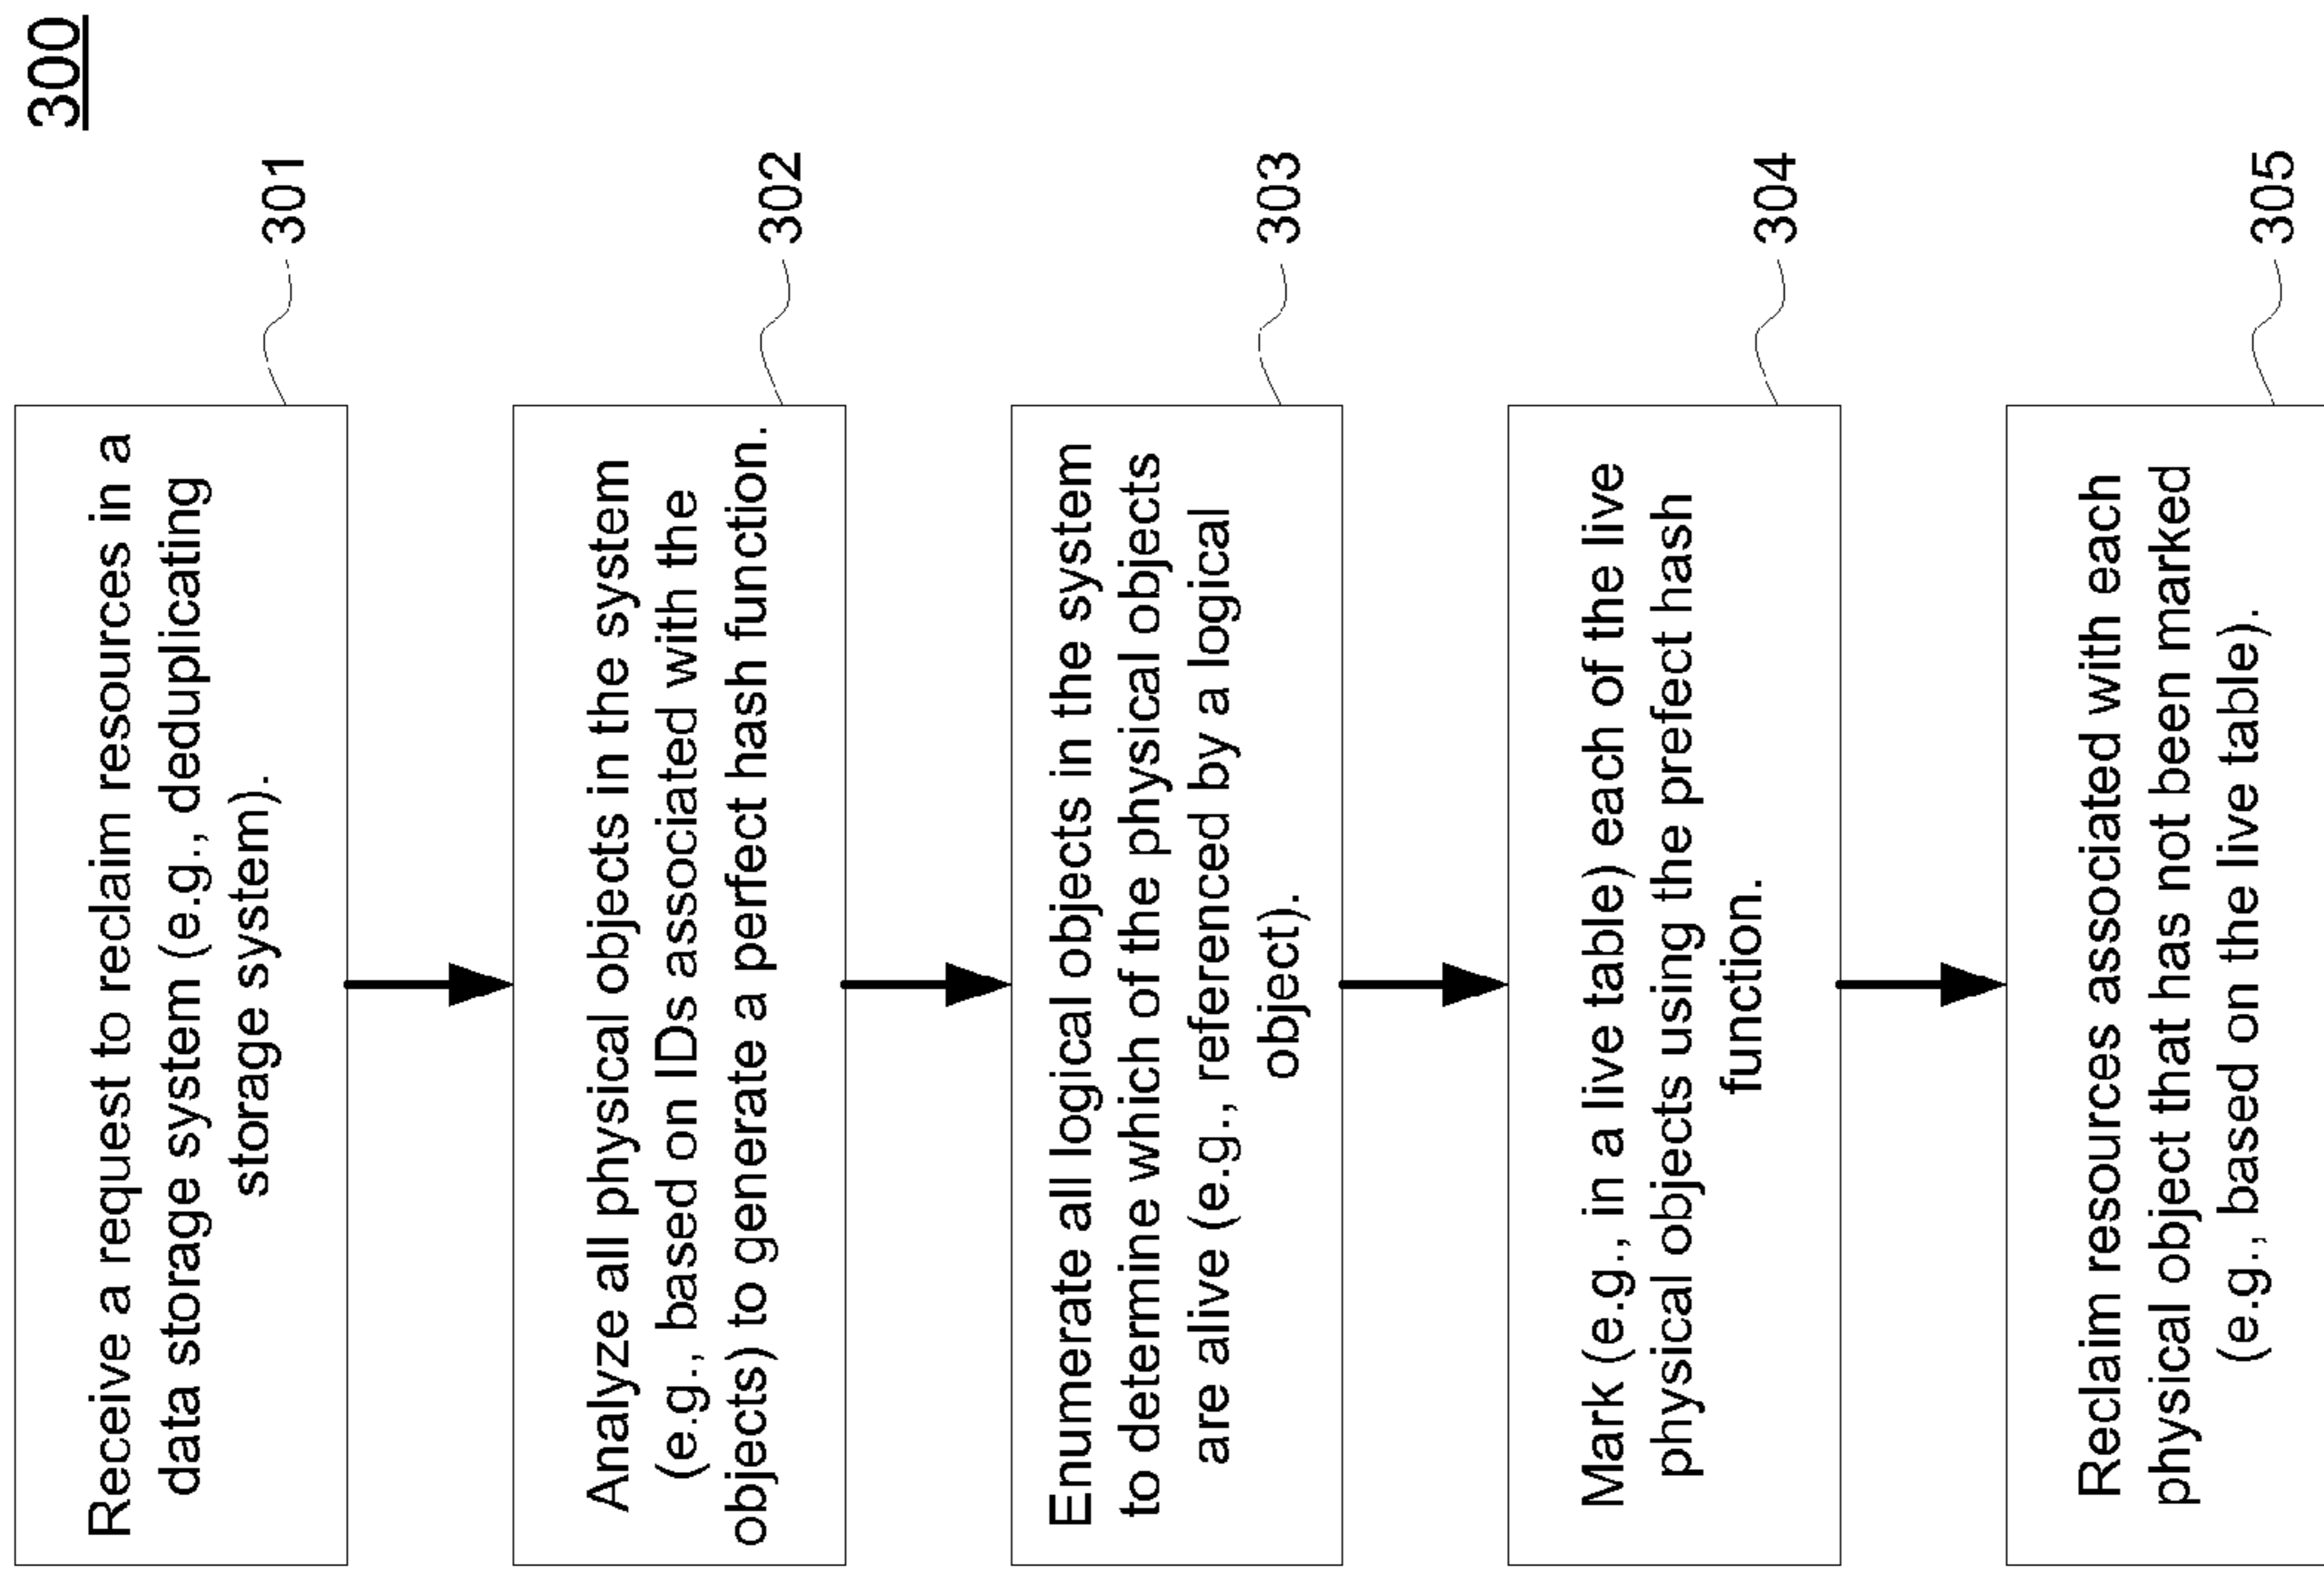 300
Receive a request to reclaim resources in a
data storage system (e.g., deduplicating
storage system).
301
Analyze all physical objects in the system
(e.g., based on IDs associated with the
objects) to generate a perfect hash function.
302
Enumerate all logical objects in the system
to determine which of the physical objects
are alive (e.g., referenced by a logical
object).
303
Mark (e.g., in a live table) each of the live
physical objects using the prefect hash
function.
304
Reclaim resources associated with each
physical object that has not been marked
(e.g., based on the live table).
305